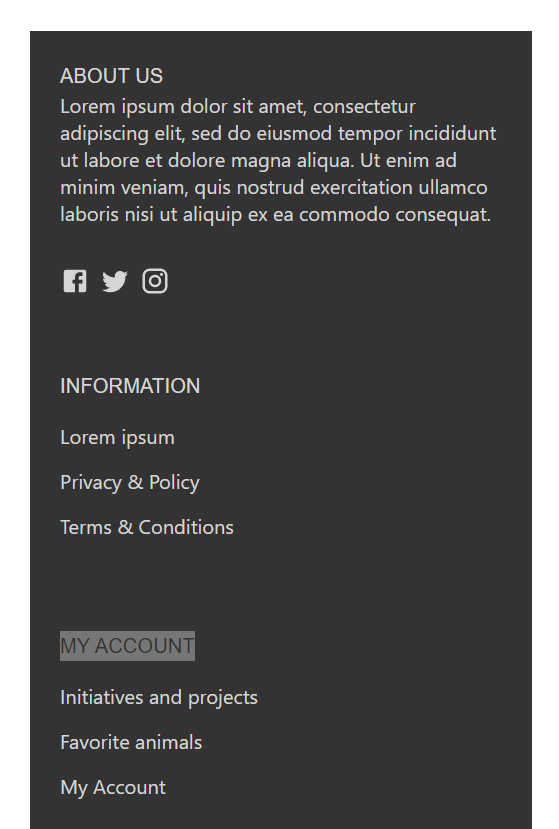 ABOUT US
Lorem ipsum dolor sit amet, consectetur
adipiscing elit, sed do eiusmod tempor incididunt
ut labore et dolore magna aliqua. Ut enim ad
minim veniam, quis nostrud exercitation ullamco
laboris nisi ut aliquip ex ea commodo consequat.
INFORMATION
Lorem ipsum
Privacy & Policy
Terms & Conditions
MY ACCOUNT
Initiatives and projects
Favorite animals
My Account